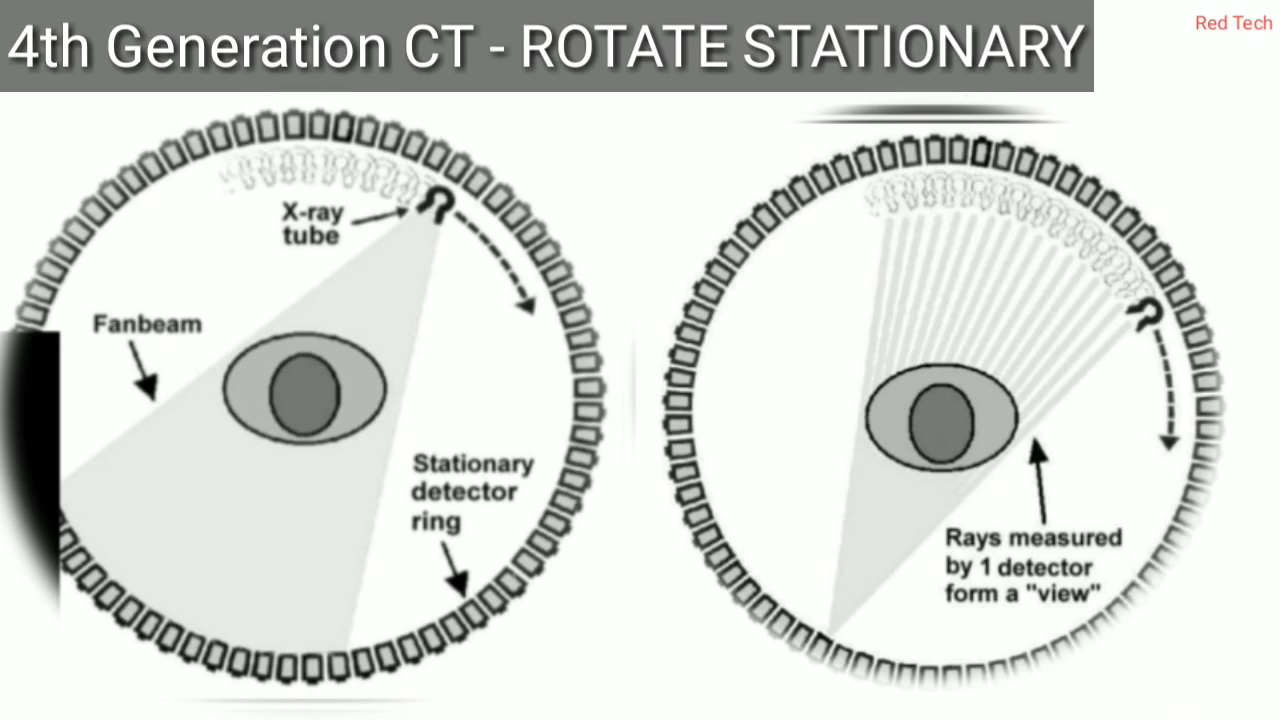 4th Generation CT - ROTATE STATIONARY
Red Tech
X-ray
tube
Fanbeam
Stationary
detector
ring
Rays measured
by 1 detector
form a "view"